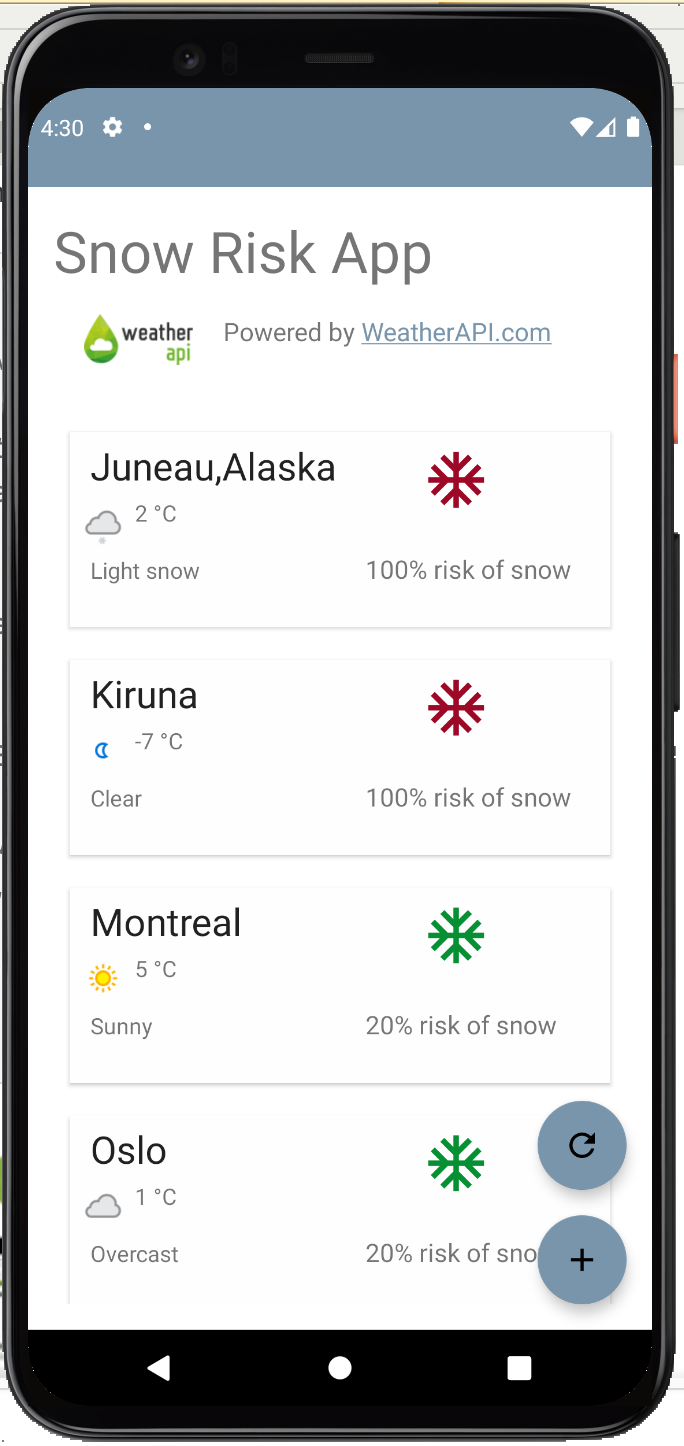 4:30
Snow Risk App
weather
api
Powered by WeatherAPI.com
Juneau,Alaska
2 °C
Light snow
100% risk of snow
Kiruna
-7 °C
Clear
100% risk of snow
Montreal
5 °C
Sunny
20% risk of snow
Oslo
1 °C
Overcast
20% risk of sno